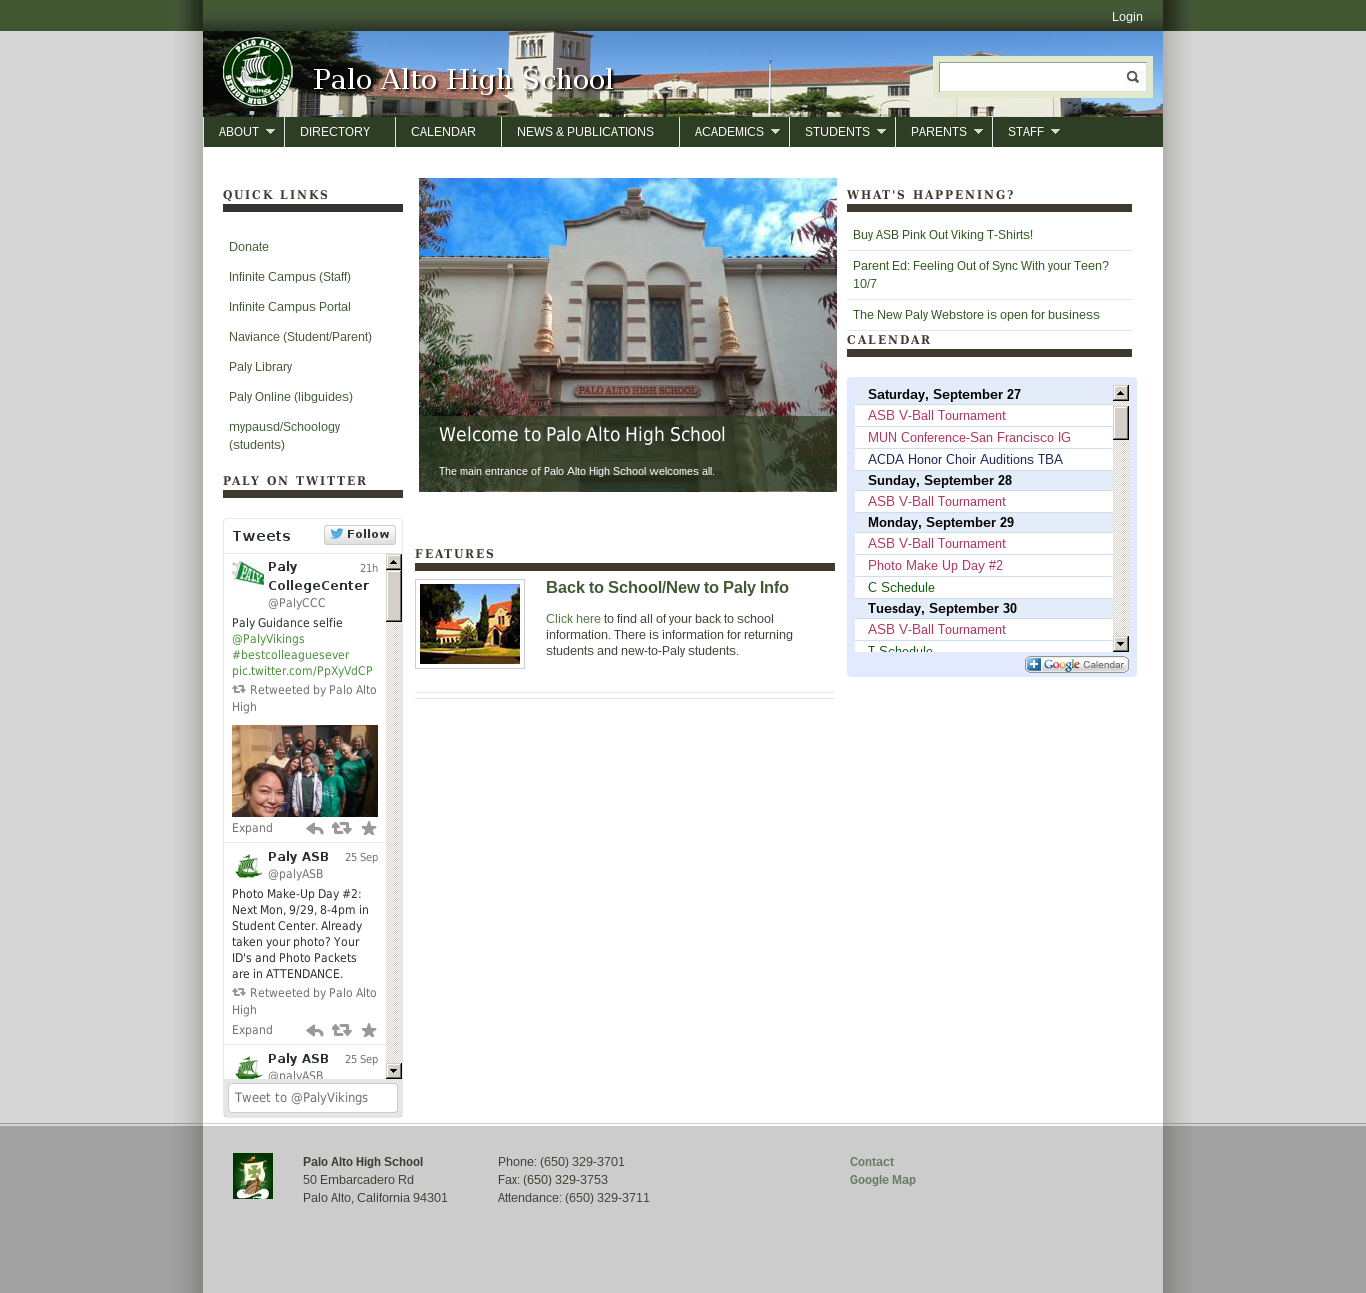 Login
PALO ALTO
Vikings
SENIOR HIGH SCHOOL
Palo Alto High School
ABOUT
DIRECTORY
CALENDAR
NEWS & PUBLICATIONS
ACADEMICS
STUDENTS
PARENTS
STAFF
QUICK LINKS
Donate
Infinite Campus (Staff)
Infinite Campus Portal
Naviance (Student/Parent)
Paly Library
Paly Online (libguides)
mypausd/Schoology
(students)
PALY ON TWITTER
Tweets
Follow
PALY
Paly
CollegeCenter
21h
@PalyCCC
Paly Guidance selfie
@PalyVikings
#bestcolleaguesever
pic.twitter.com/PpXyVdCP
Retweeted by Palo Alto
High
Expand
Paly ASB
25 Sep
@palyASB
Photo Make-Up Day #2:
Next Mon, 9/29, 8-4pm in
Student Center. Already
taken your photo? Your
ID's and Photo Packets
are in ATTENDANCE.
Retweeted by Palo Alto
High
Expand
Paly ASB
25 Sep
@palyASB
Tweet to @PalyVikings
PALO ALTO HIGH SCHOOL
Welcome to Palo Alto High School
The main entrance of Palo Alto High School welcomes all.
FEATURES
Back to School/New to Paly Info
Click here to find all of your back to school
information. There is information for returning
students and new-to-Paly students.
WHAT'S HAPPENING?
Buy ASB Pink Out Viking T-Shirts!
Parent Ed: Feeling Out of Sync With your Teen?
10/7
The New Paly Webstore is open for business
CALENDAR
Saturday, September 27
ASB V-Ball Tournament
MUN Conference-San Francisco IG
ACDA Honor Choir Auditions TBA
Sunday, September 28
ASB V-Ball Tournament
Monday, September 29
ASB V-Ball Tournament
Photo Make Up Day #2
C Schedule
Tuesday, September 30
ASB V-Ball Tournament
T Schedule
Google Calendar
Palo Alto High School
50 Embarcadero Rd
Palo Alto, California 94301
Phone: (650) 329-3701
Fax: (650) 329-3753
Attendance: (650) 329-3711
Contact
Google Map